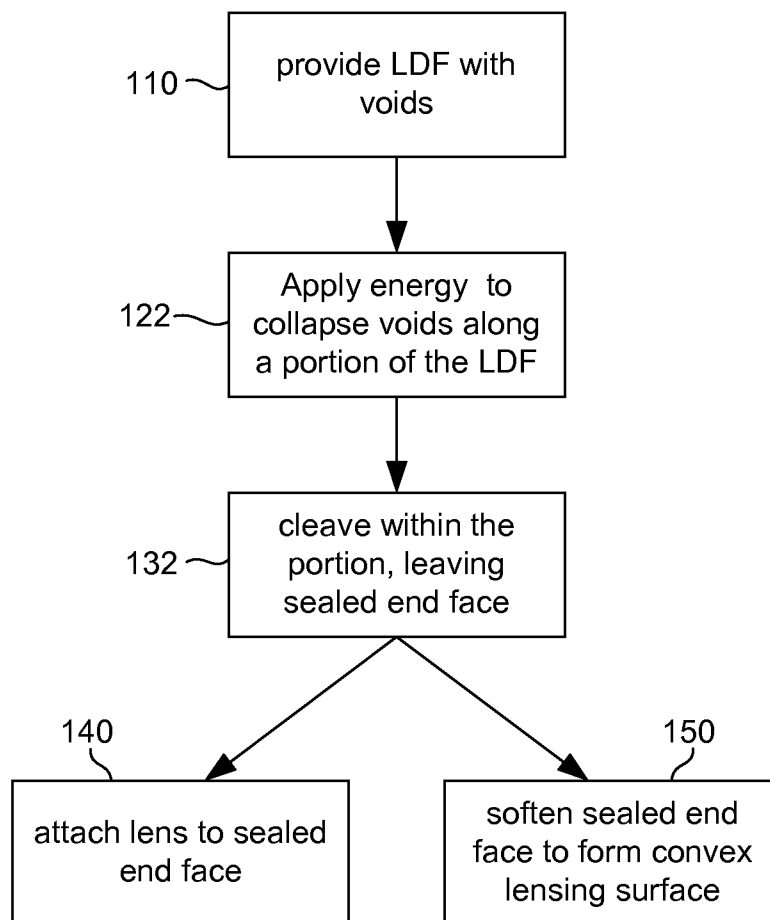 110
provide LDF with
voids
122
Apply energy to
collapse voids along
a portion of the LDF
132
cleave within the
portion, leaving
sealed end face
140
attach lens to sealed
end face
150
soften sealed end
face to form convex
lensing surface